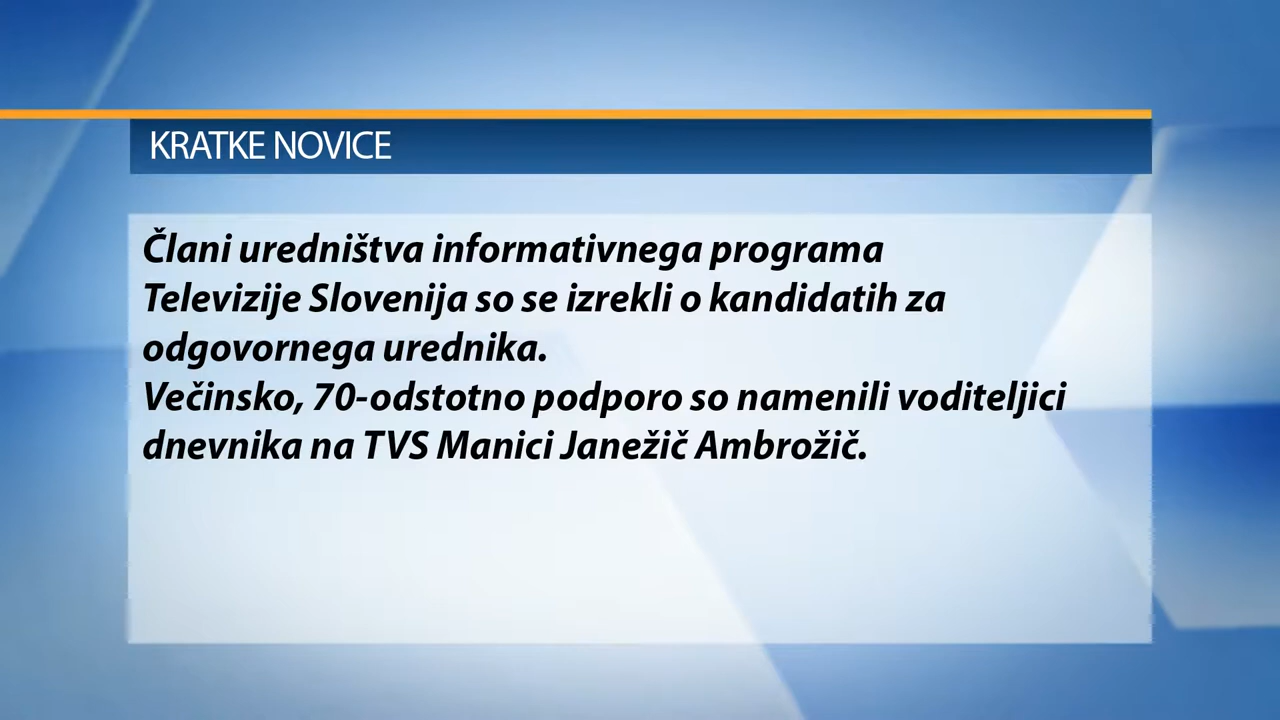 KRATKE NOVICE
Člani uredništva informativnega programa
Televizije Slovenija so se izrekli o kandidatih za
odgovornega urednika.
Večinsko, 70-odstotno podporo so namenili voditeljici
dnevnika na TVS Manici Janežič Ambrožič.